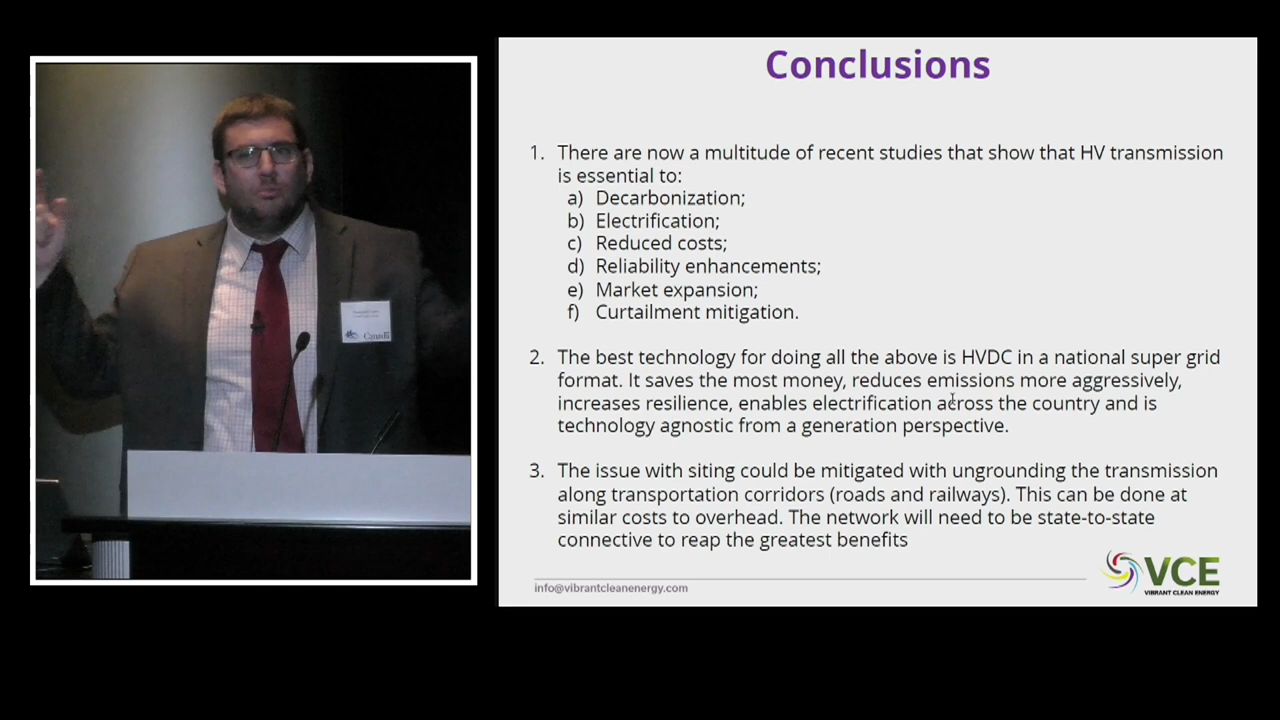 Conclusions
1. There are now a multitude of recent studies that show that HV transmission
is essential to:
a) Decarbonization;
b) Electrification;
c) Reduced costs;
d) Reliability enhancements;
e) Market expansion;
f) Curtailment mitigation.
2. The best technology for doing all the above is HVDC in a national super grid
format. It saves the most money, reduces emissions more aggressively,
increases resilience, enables electrification across the country and is
technology agnostic from a generation perspective.
3. The issue with siting could be mitigated with ungrounding the transmission
along transportation corridors (roads and railways). This can be done at
similar costs to overhead. The network will need to be state-to-state
connective to reap the greatest benefits
info@vibrantcleanenergy.com
VCE
VIBRANT CLEAN ENERGY
Canada